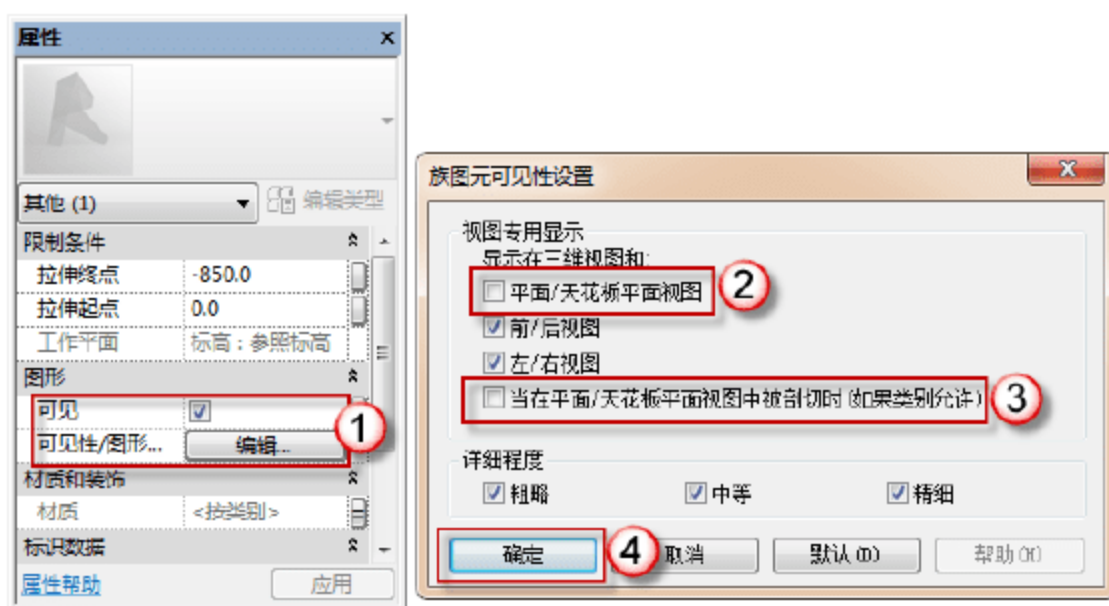 属性
其他 (1)
编辑类型
限制条件
拉伸终点 -850.0
拉伸起点 0.0
工作平面 标高：参照标高
图形
可见
可见性/图形... 编辑...
1
材质和装饰
材质 <按类别>
标识数据
属性帮助 应用
族图元可见性设置
视图专用显示
显示在三维视图和:
平面/天花板平面视图 2
前/后视图
左/右视图
当在平面/天花板平面视图中被剖切时(如果类别允许) 3
详细程度
粗略 中等 精细
确定 4 取消 默认(D) 帮助(H)